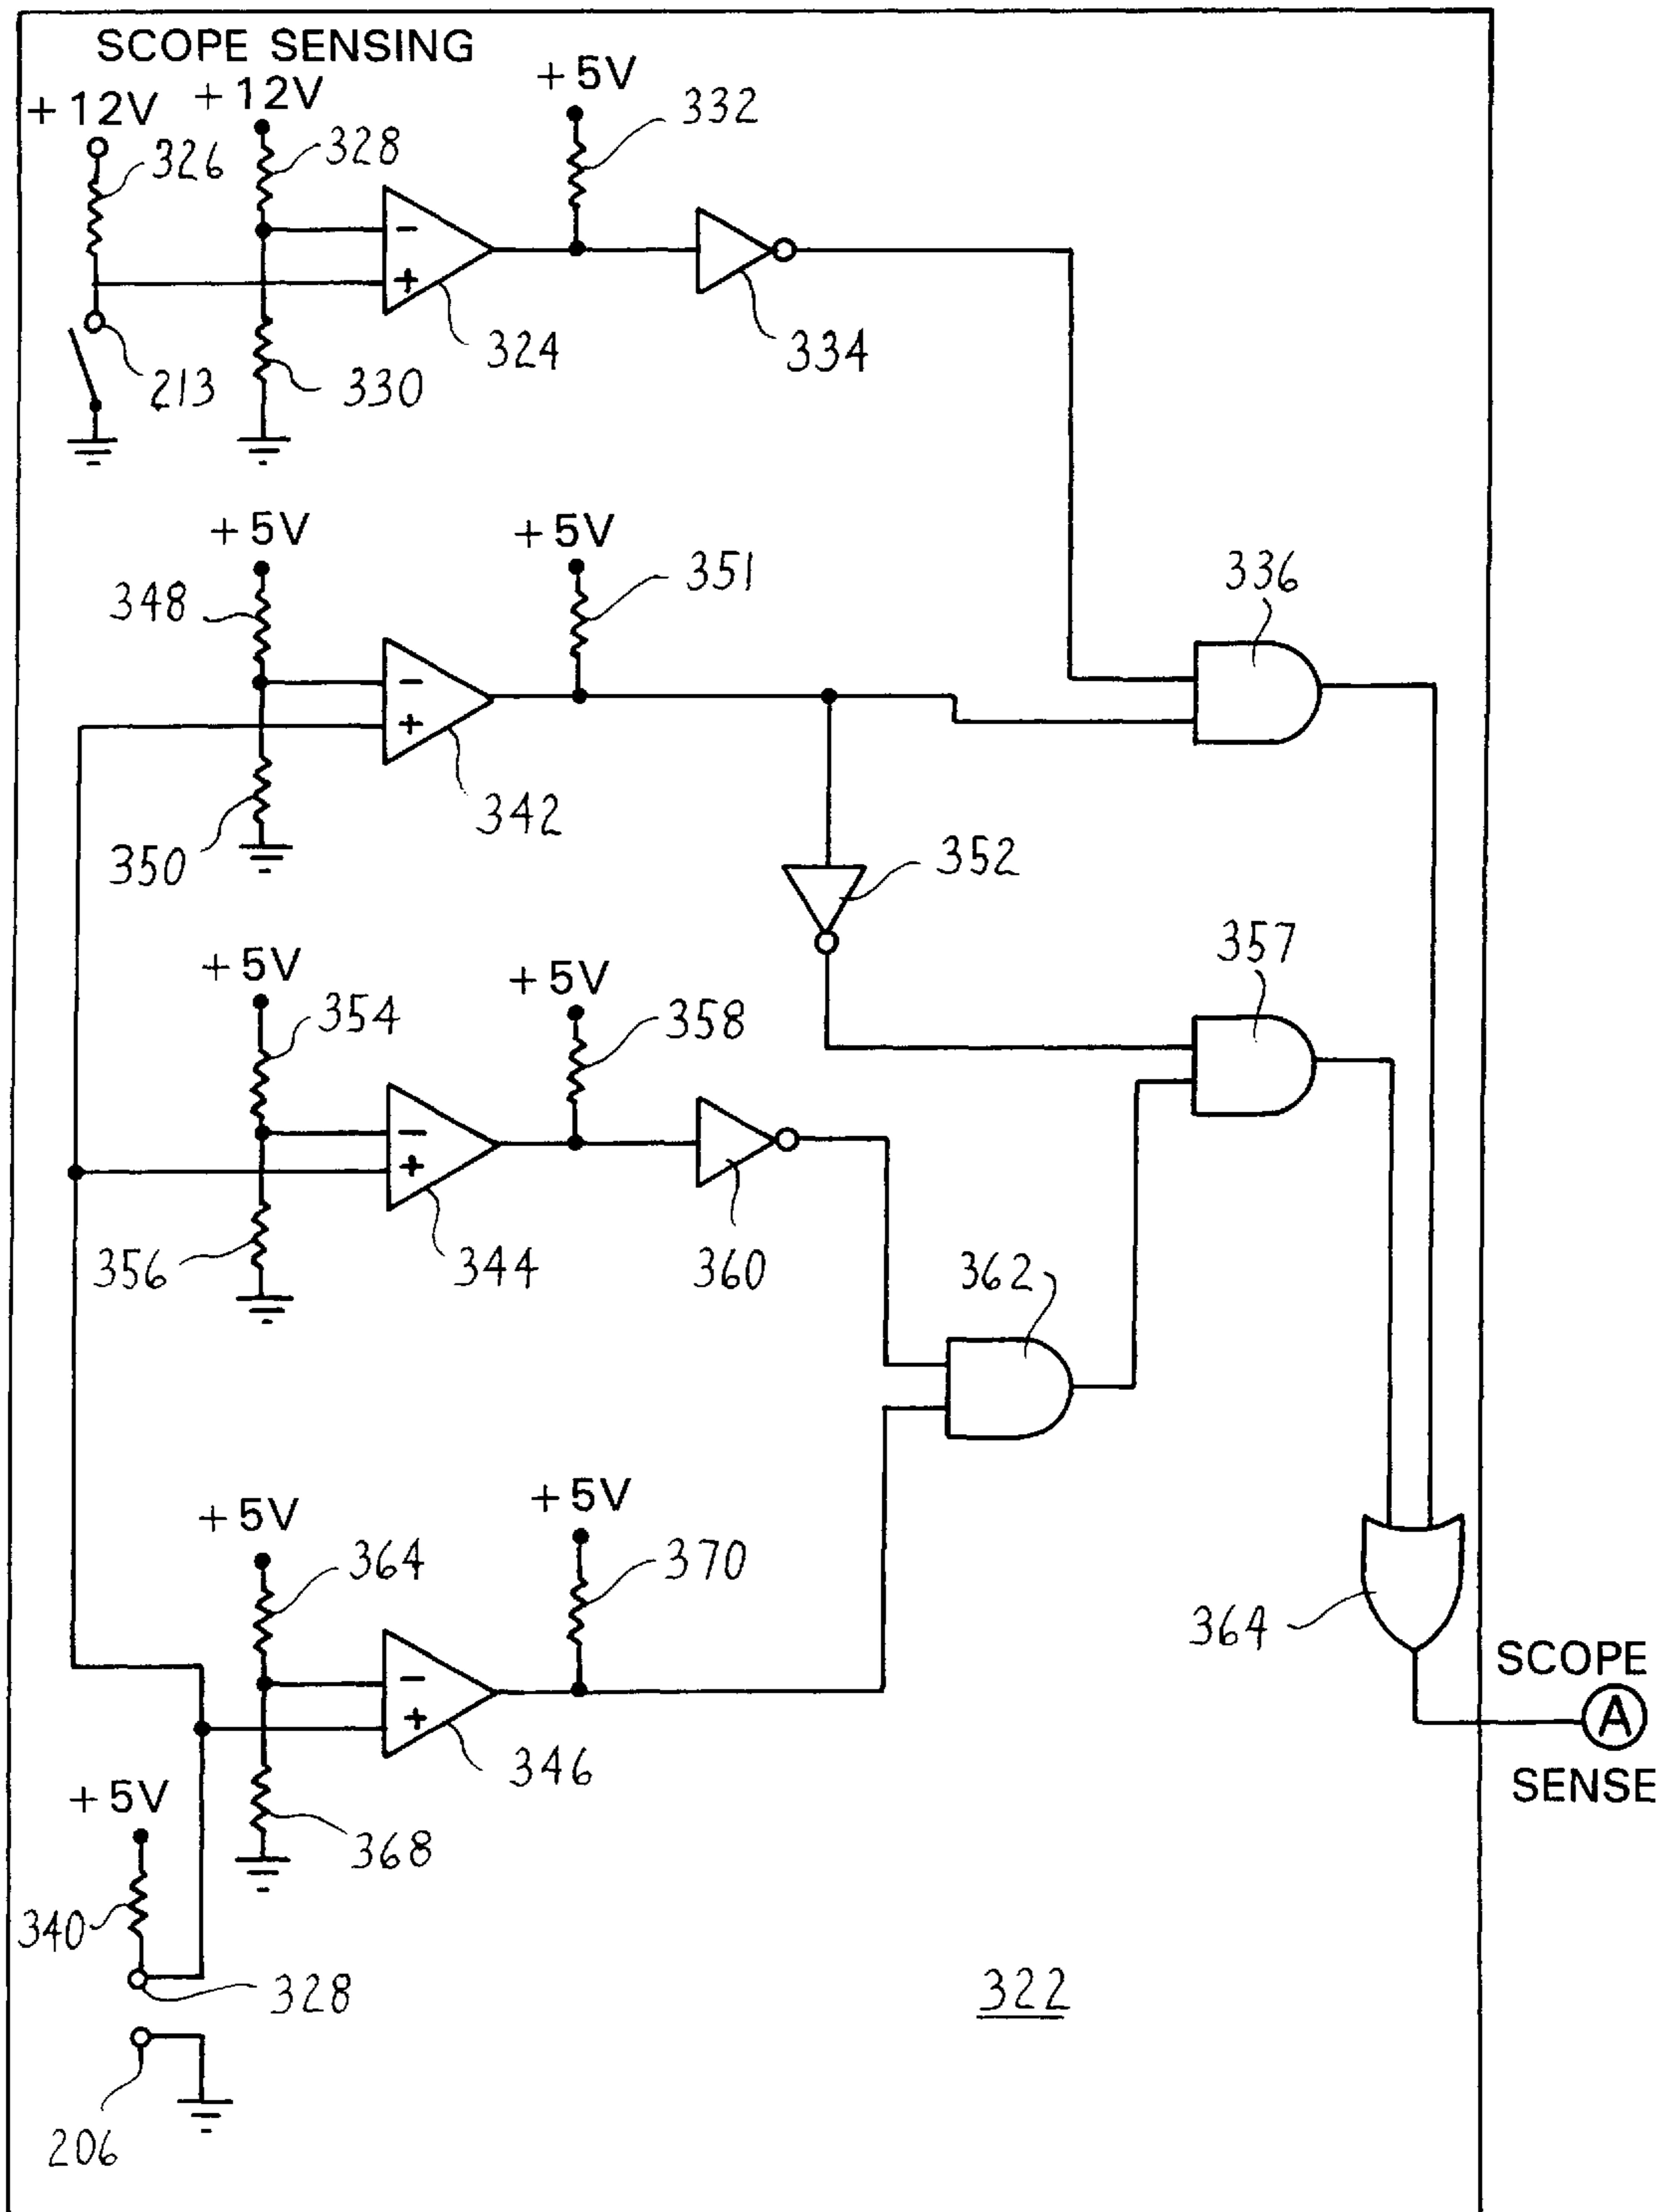 SCOPE SENSING
+12V
+12V
+5V
332
326
328
−
+
324
334
213
330
+5V
+5V
348
351
336
−
+
342
350
352
357
+5V
+5V
354
358
−
+
356
344
360
362
+5V
+5V
364
370
364
−
+
SCOPE
A
SENSE
346
+5V
368
340
328
322
206